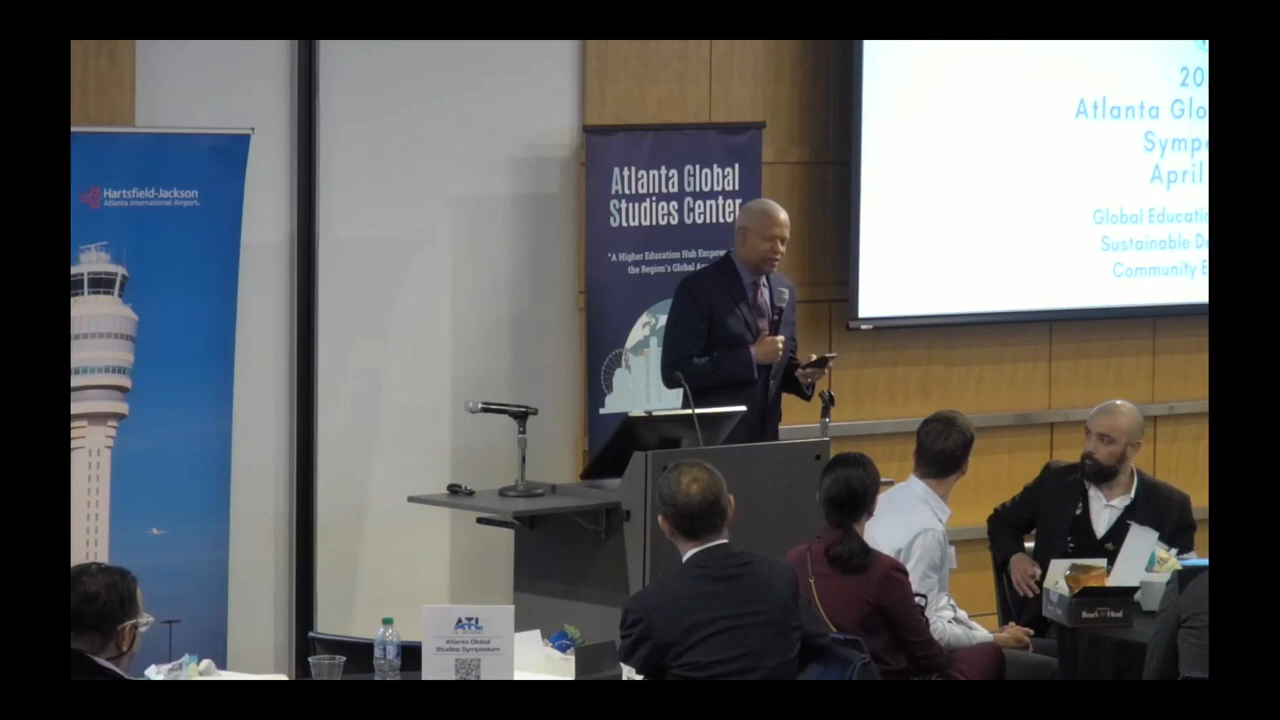 Hartsfield-Jackson
Atlanta International Airport.
Atlanta Global
Studies Center
"A Higher Education Hub Empow
the Region's Global
20
Atlanta Glo
Symp
April
Global Educati
Sustainable D
Community E
ATL
Atlanta Global
Studies Symposium